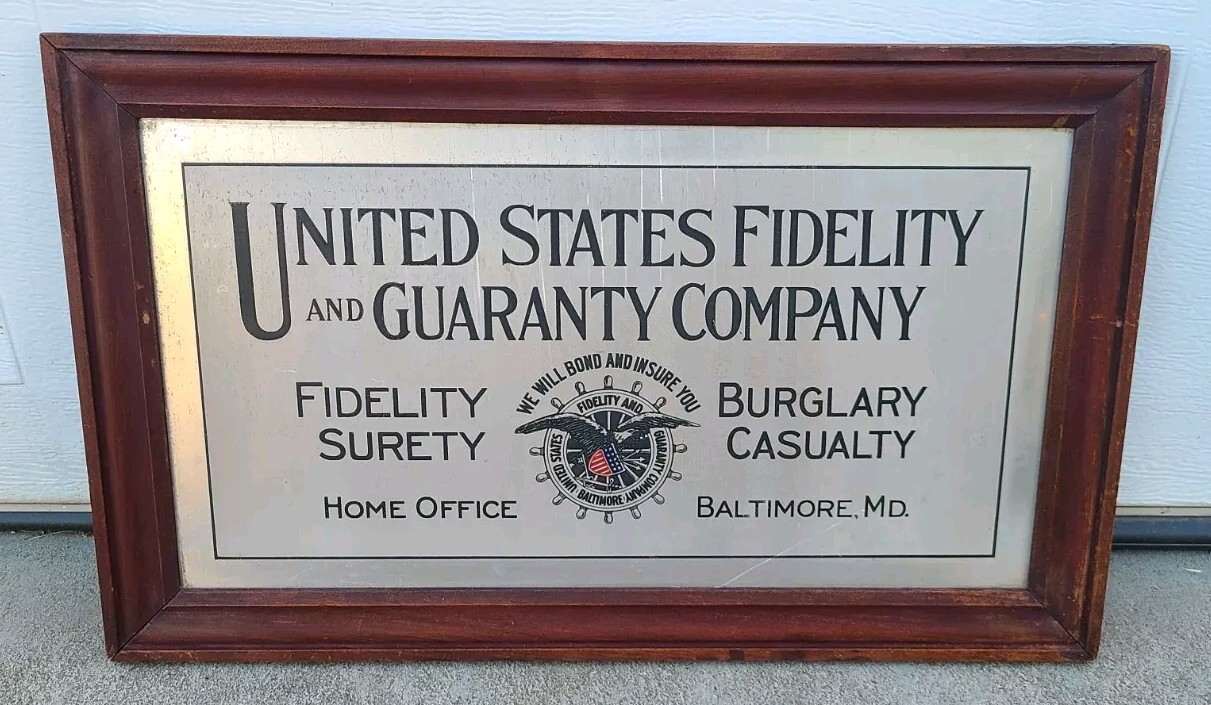 UNITED STATES FIDELITY
AND GUARANTY COMPANY
WE WILL BOND AND INSURE YOU
FIDELITY
SURETY
UNITED STATES FIDELITY AND GUARANTY COMPANY
BALTIMORE
BURGLARY
CASUALTY
HOME OFFICE BALTIMORE, MD.